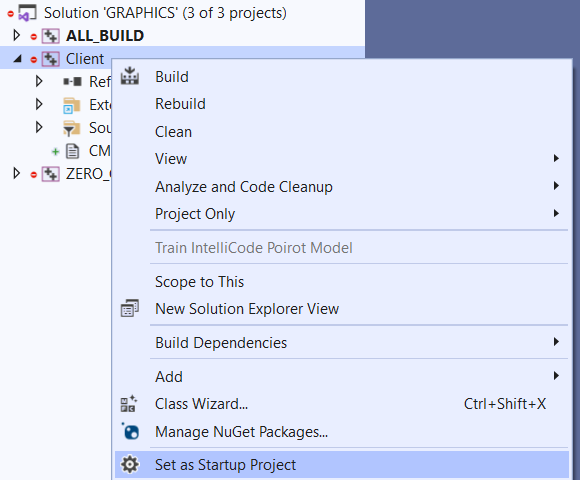 Solution 'GRAPHICS' (3 of 3 projects)
ALL_BUILD
Client
Ref
Exte
Sou
CM
ZERO_
Build
Rebuild
Clean
View
Analyze and Code Cleanup
Project Only
Train IntelliCode Poirot Model
Scope to This
New Solution Explorer View
Build Dependencies
Add
Class Wizard... Ctrl+Shift+X
Manage NuGet Packages...
Set as Startup Project